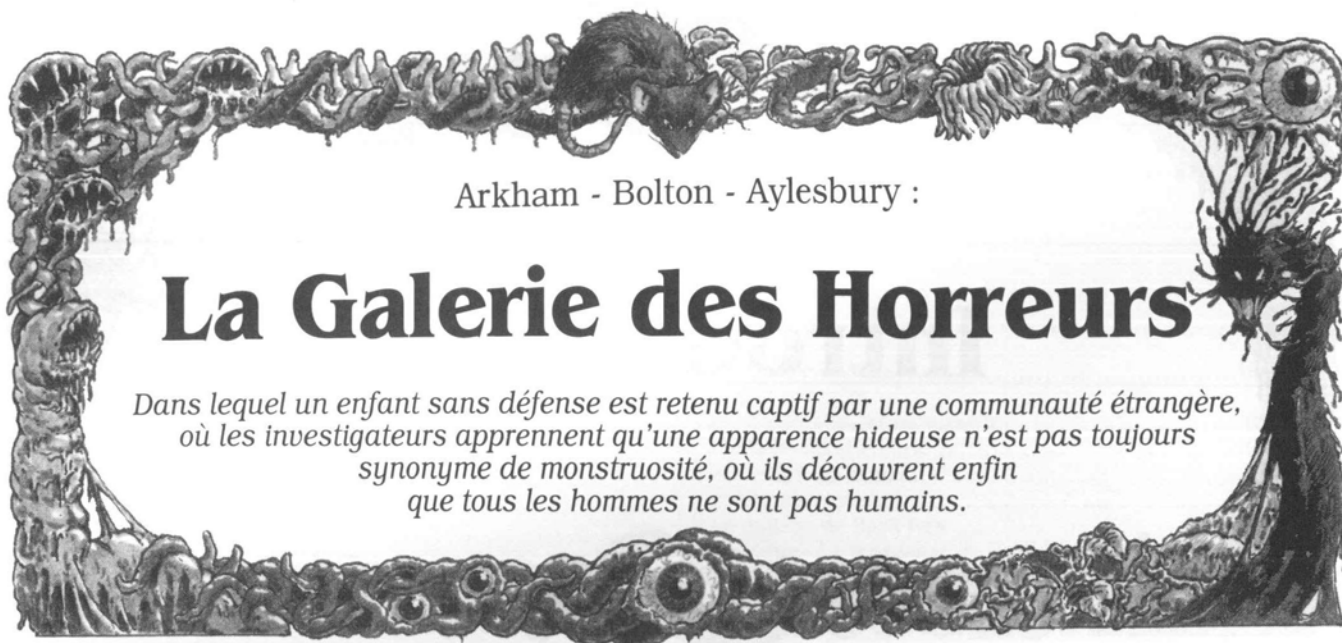 Arkham - Bolton - Aylesbury :
La Galerie des Horreurs
Dans lequel un enfant sans défense est retenu captif par une communauté étrangère,
où les investigateurs apprennent qu'une apparence hideuse n'est pas toujours
synonyme de monstruosité, où ils découvrent enfin
que tous les hommes ne sont pas humains.